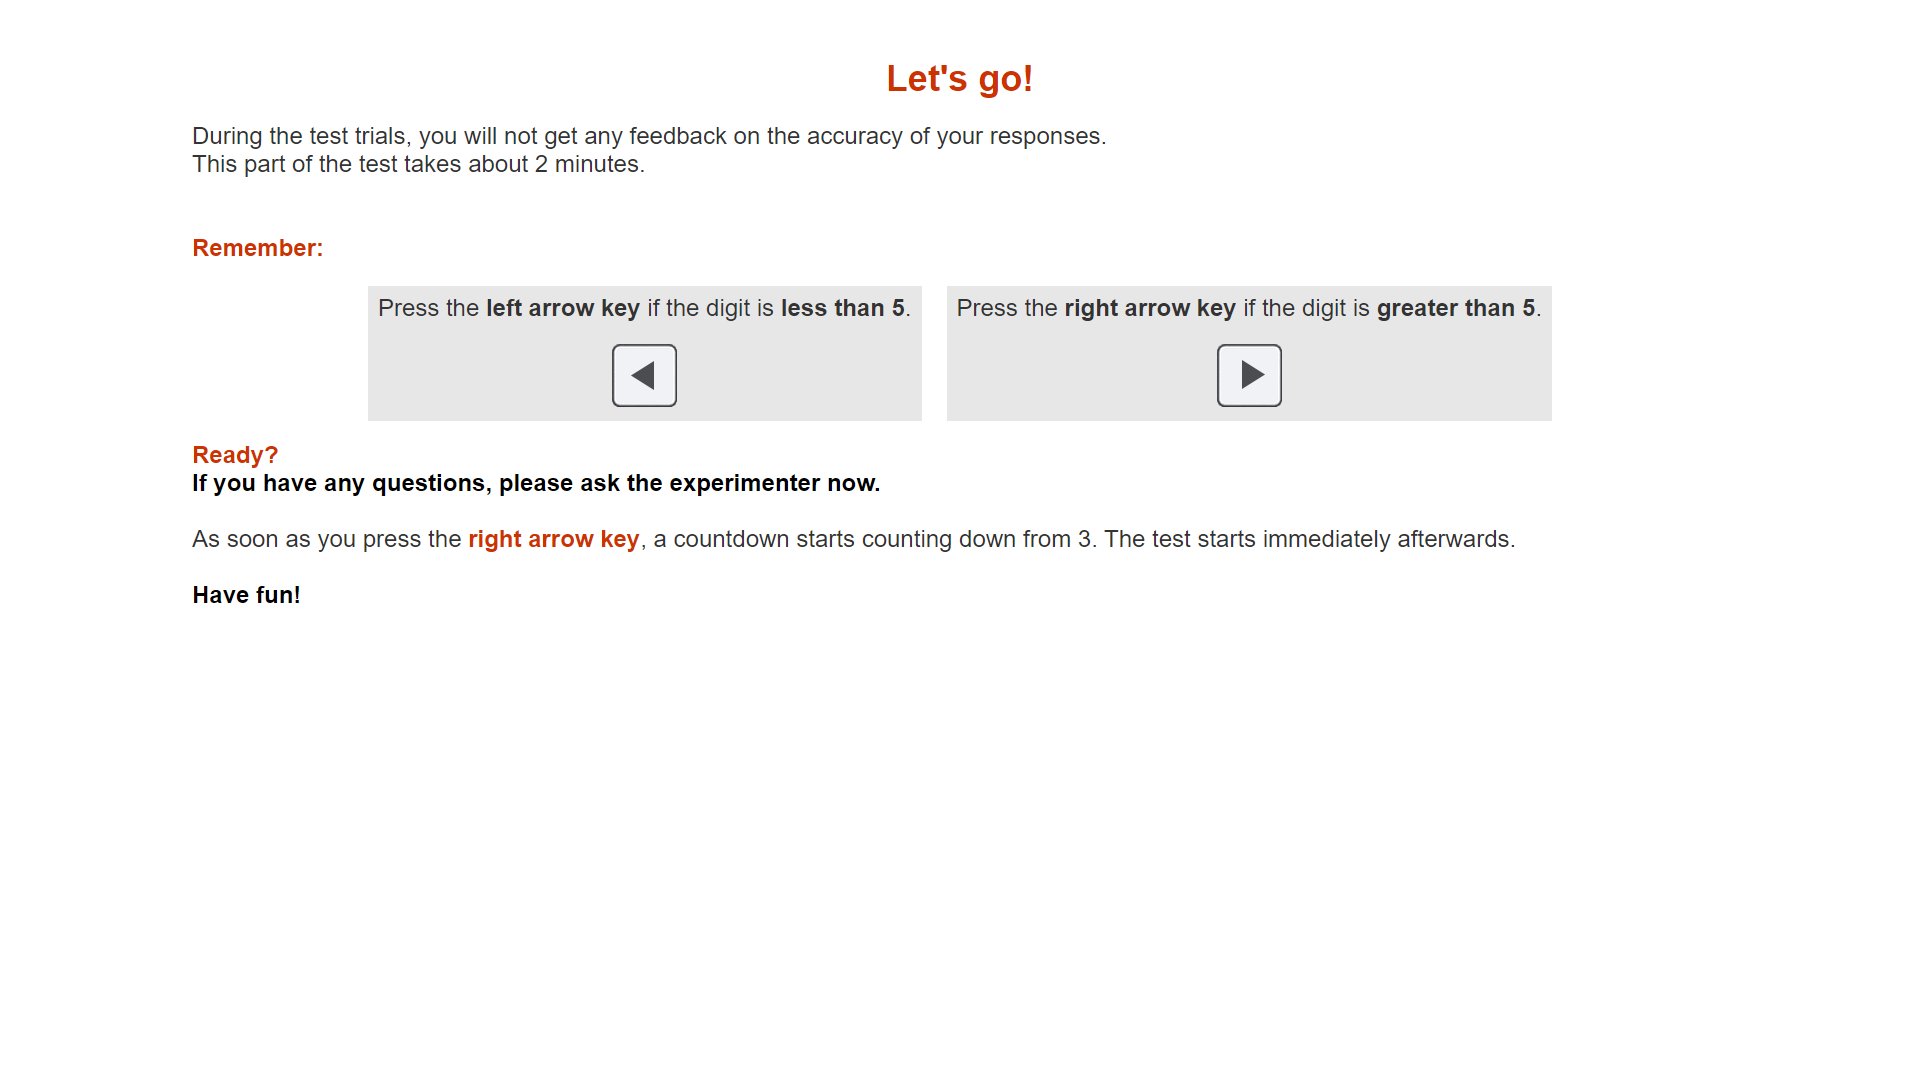 Let's go!
During the test trials, you will not get any feedback on the accuracy of your responses.
This part of the test takes about 2 minutes.
Remember:
Press the left arrow key if the digit is less than 5.
Press the right arrow key if the digit is greater than 5.
Ready?
If you have any questions, please ask the experimenter now.
As soon as you press the right arrow key, a countdown starts counting down from 3. The test starts immediately afterwards.
Have fun!